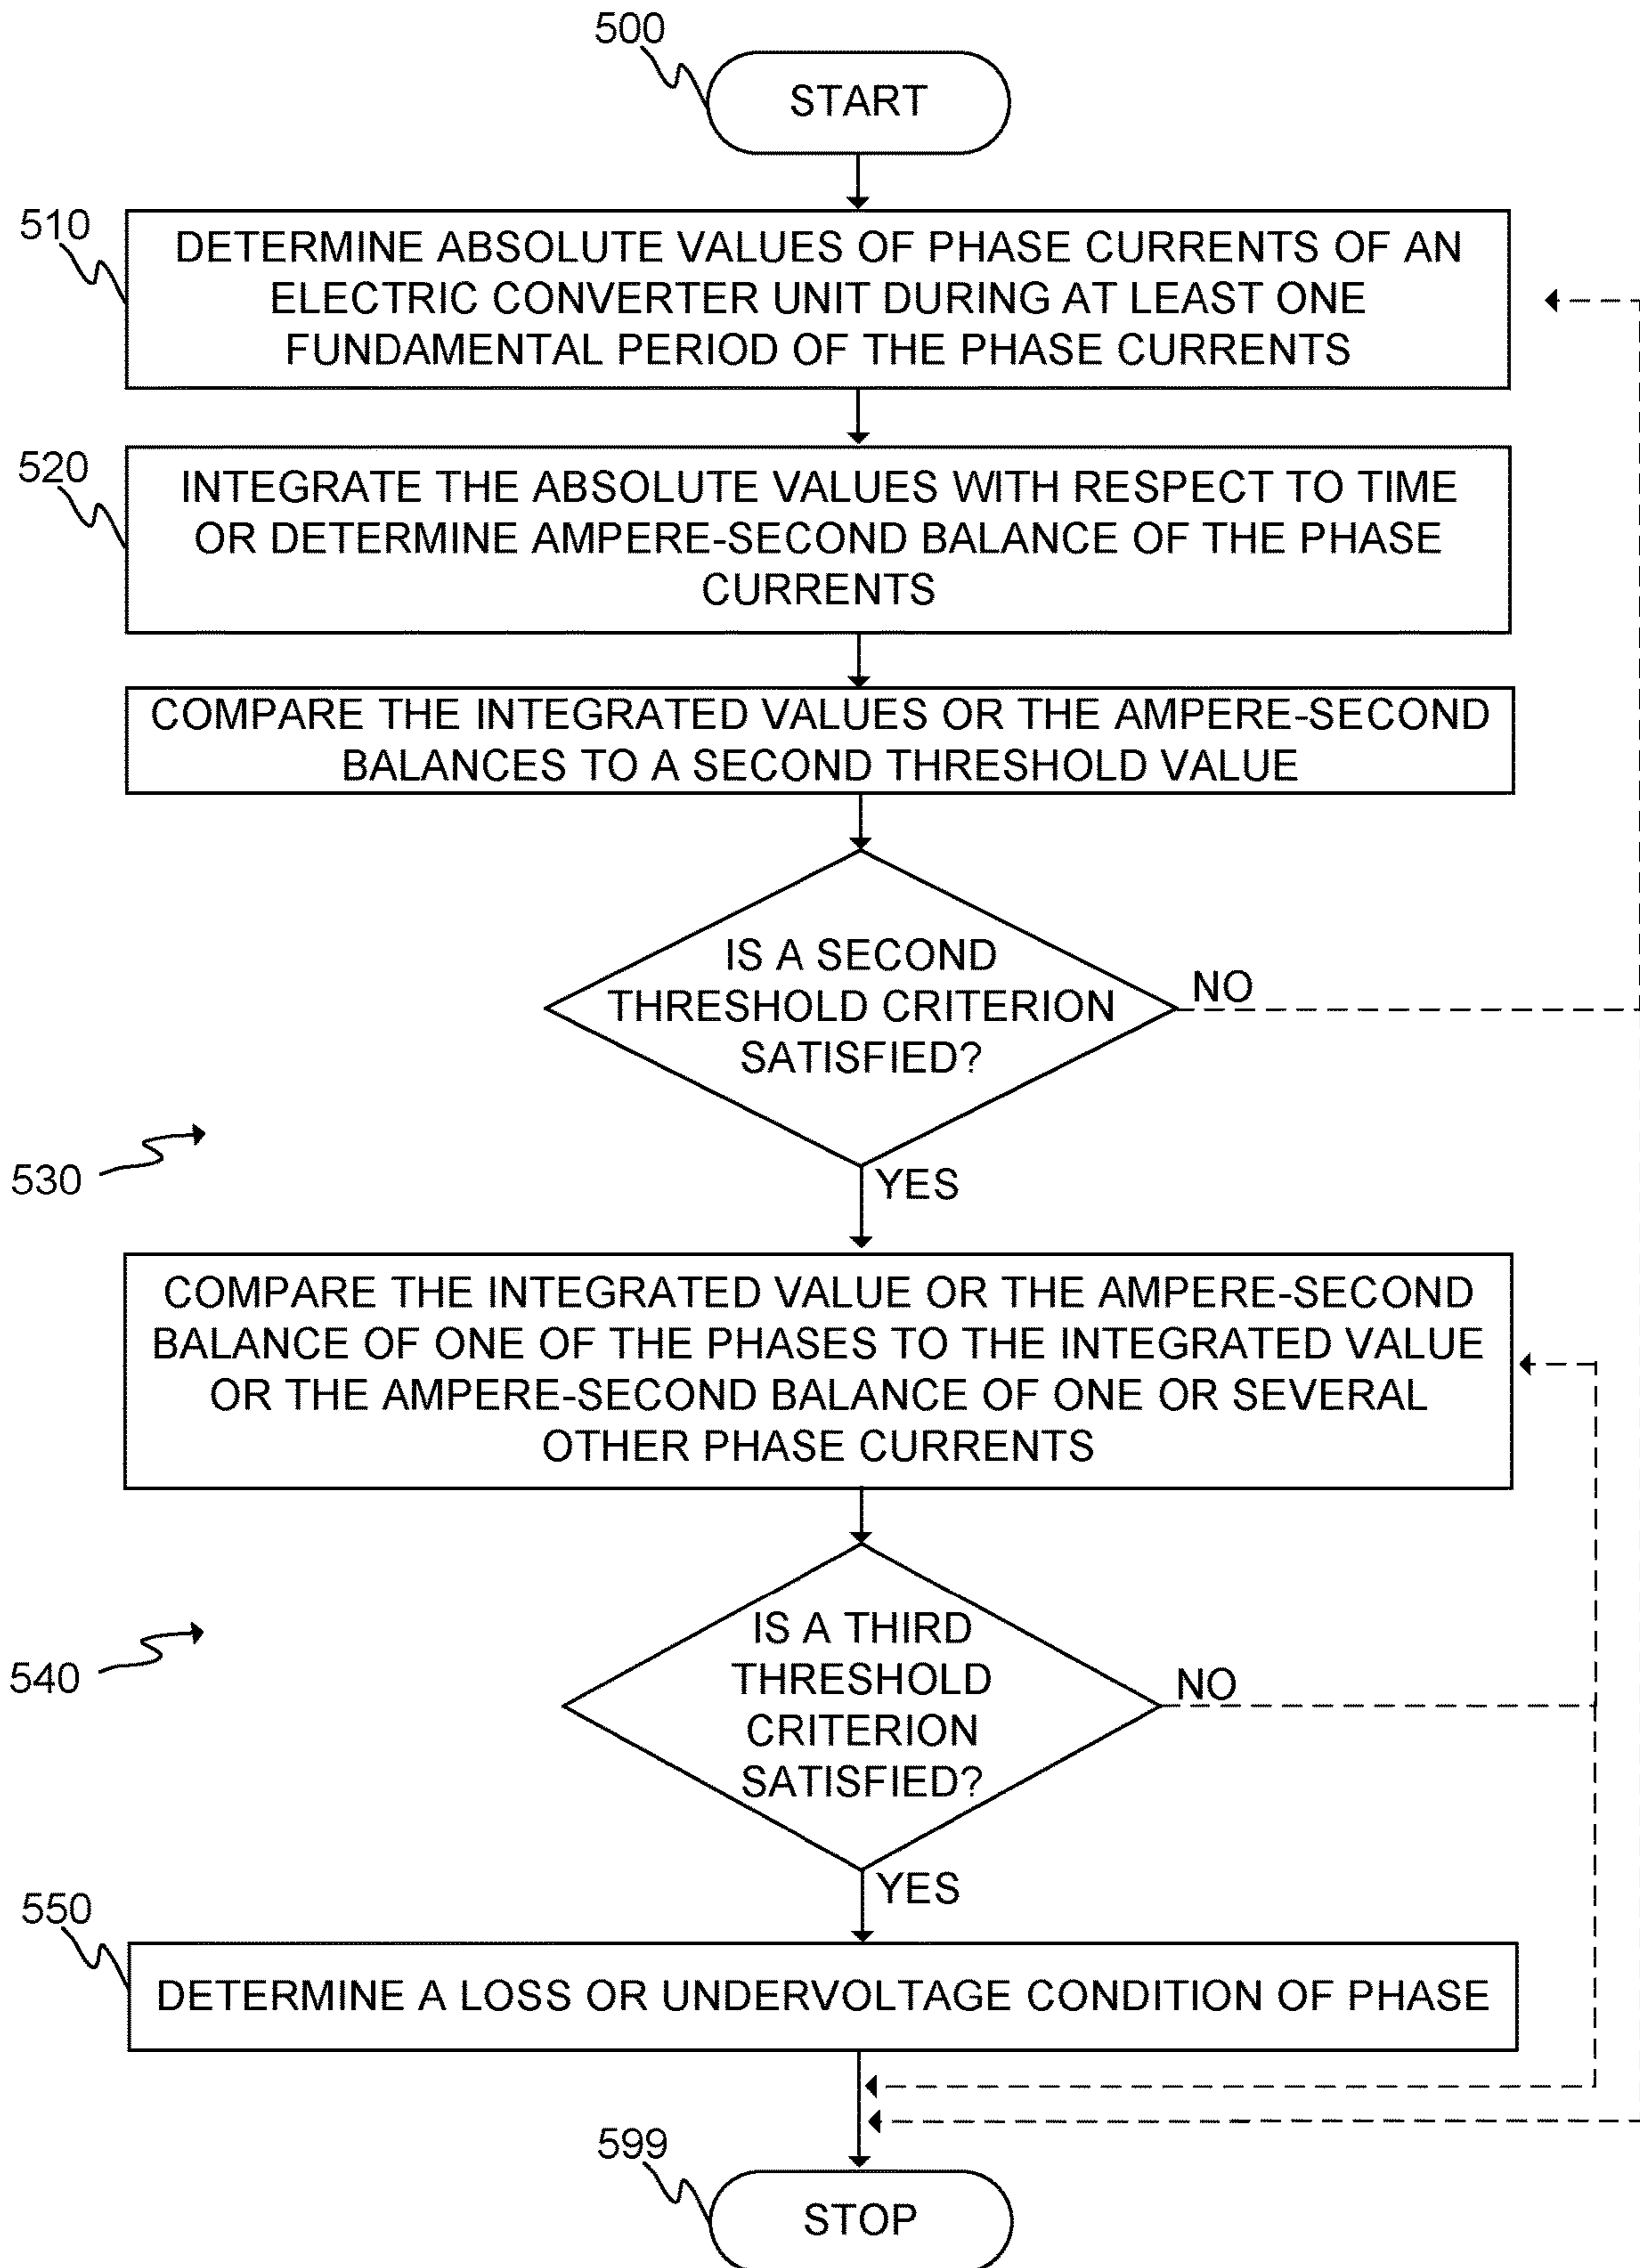 500
START
510
DETERMINE ABSOLUTE VALUES OF PHASE CURRENTS OF AN
ELECTRIC CONVERTER UNIT DURING AT LEAST ONE
FUNDAMENTAL PERIOD OF THE PHASE CURRENTS
520
INTEGRATE THE ABSOLUTE VALUES WITH RESPECT TO TIME
OR DETERMINE AMPERE-SECOND BALANCE OF THE PHASE
CURRENTS
COMPARE THE INTEGRATED VALUES OR THE AMPERE-SECOND
BALANCES TO A SECOND THRESHOLD VALUE
IS A SECOND
THRESHOLD CRITERION
SATISFIED?
NO
530
YES
COMPARE THE INTEGRATED VALUE OR THE AMPERE-SECOND
BALANCE OF ONE OF THE PHASES TO THE INTEGRATED VALUE
OR THE AMPERE-SECOND BALANCE OF ONE OR SEVERAL
OTHER PHASE CURRENTS
540
IS A THIRD
THRESHOLD
CRITERION
SATISFIED?
NO
YES
550
DETERMINE A LOSS OR UNDERVOLTAGE CONDITION OF PHASE
599
STOP